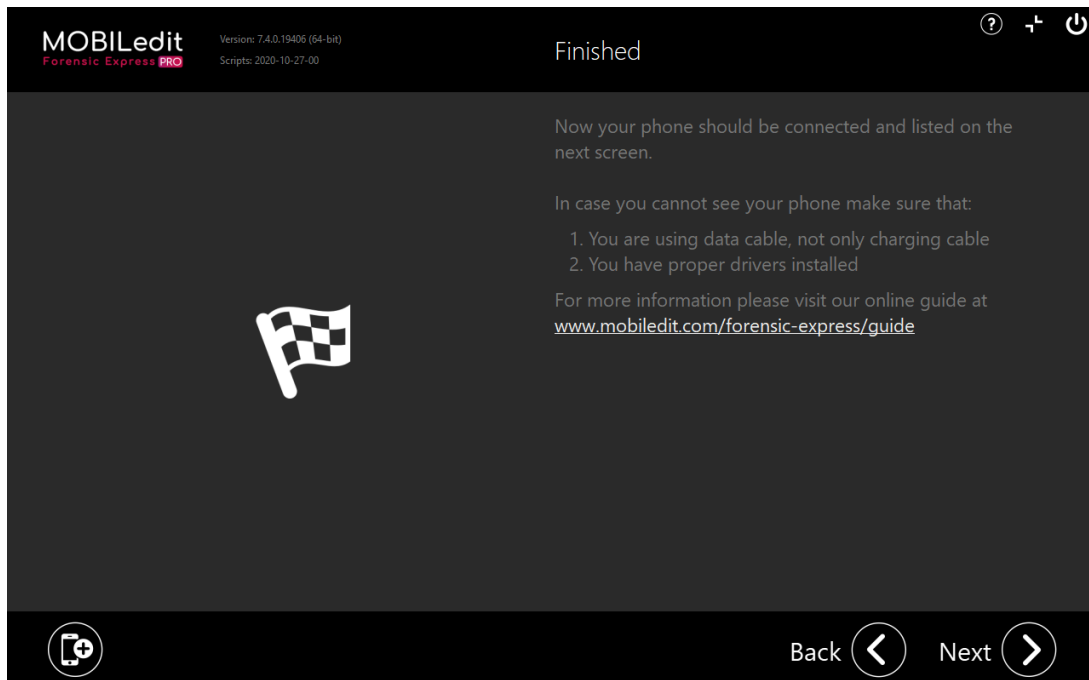 MOBILedit
Forensic Express PRO
Version: 7.4.0.19406 (64-bit)
Scripts: 2020-10-27-00
Finished
?
Now your phone should be connected and listed on the
next screen.
In case you cannot see your phone make sure that:
1. You are using data cable, not only charging cable
2. You have proper drivers installed
For more information please visit our online guide at
www.mobiledit.com/forensic-express/guide
Back
Next